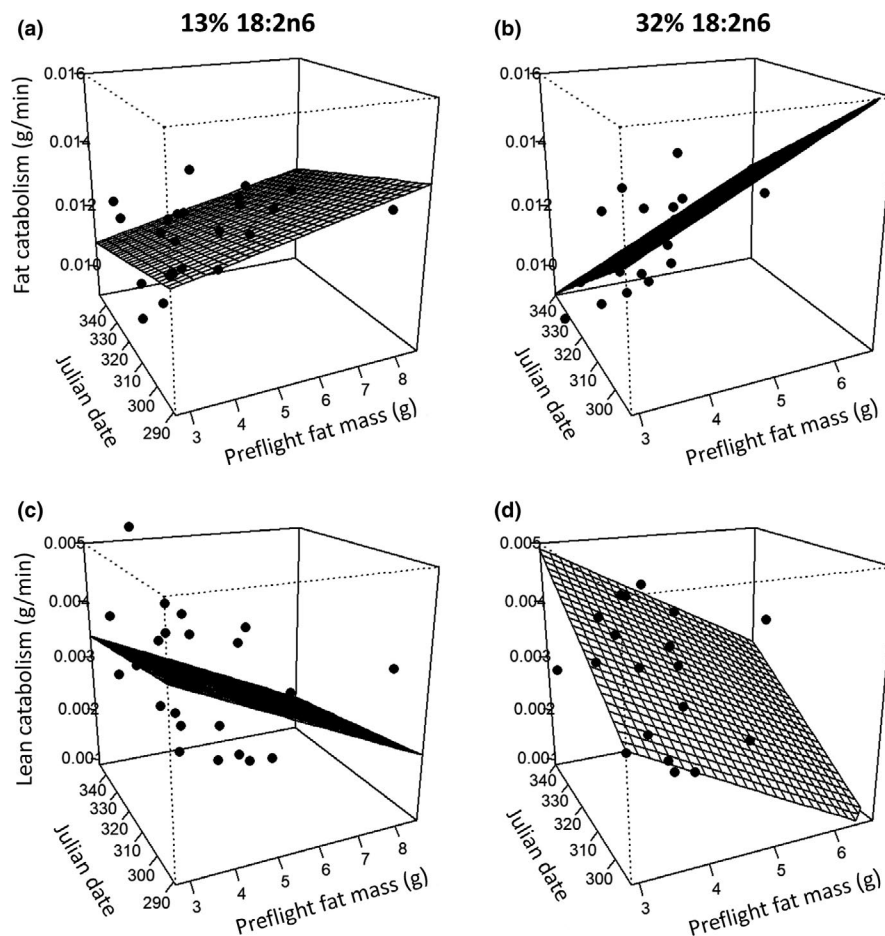 13% 18:2n6
32% 18:2n6
(a)
0.016
0.014
0.012
0.010
Fat catabolism (g/min)
340
330
320
310
300
290
Julian date
3 4 5 6 7 8
Preflight fat mass (g)
(b)
0.016
0.014
0.012
0.010
340
330
320
310
300
Julian date
3 4 5 6
Preflight fat mass (g)
(c)
0.005
0.004
0.003
0.002
0.001
Lean catabolism (g/min)
340
330
320
310
300
290
Julian date
3 4 5 6 7 8
Preflight fat mass (g)
(d)
0.005
0.004
0.003
0.002
0.001
340
330
320
310
300
Julian date
3 4 5 6
Preflight fat mass (g)